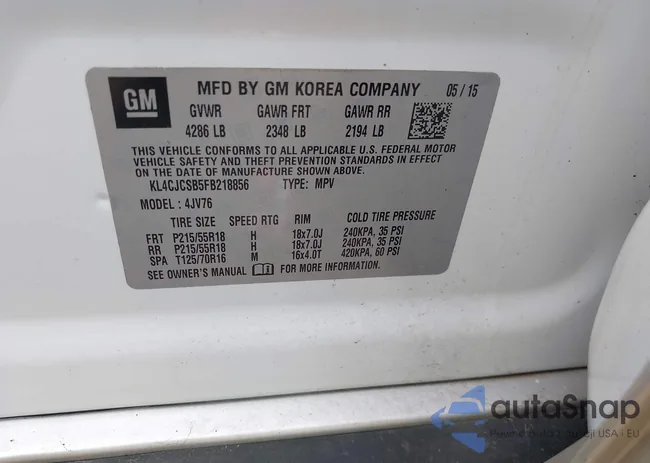 GM
MFD BY GM KOREA COMPANY 05 / 15
GVWR GAWR FRT GAWR RR
4286 LB 2348 LB 2194 LB
THIS VEHICLE CONFORMS TO ALL APPLICABLE U.S. FEDERAL MOTOR
VEHICLE SAFETY AND THEFT PREVENTION STANDARDS IN EFFECT
ON THE DATE OF MANUFACTURE SHOWN ABOVE.
KL4CJCSB5FB218856 TYPE: MPV
MODEL : 4JV76
TIRE SIZE SPEED RTG RIM COLD TIRE PRESSURE
FRT P215/55R18 H 18x7.0J 240KPA, 35 PSI
RR P215/55R18 H 18x7.0J 240KPA, 35 PSI
SPA T125/70R16 M 16x4.0T 420KPA, 60 PSI
SEE OWNER'S MANUAL FOR MORE INFORMATION.
autoSnap
USA i EU